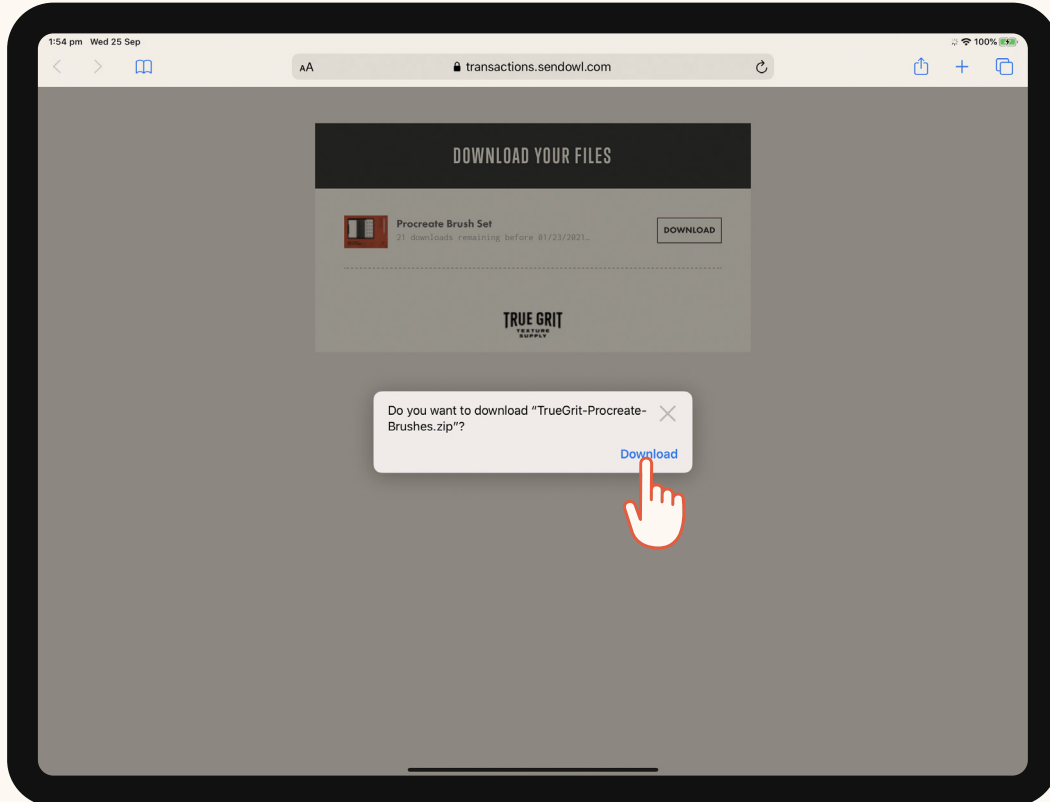 1:54 pm Wed 25 Sep
100%
AA
transactions.sendowl.com
DOWNLOAD YOUR FILES
Procreate Brush Set
21 downloads remaining before 01/23/2021…
DOWNLOAD
TRUE GRIT
TEXTURE
SUPPLY
Do you want to download “TrueGrit-Procreate-
Brushes.zip”?
Download